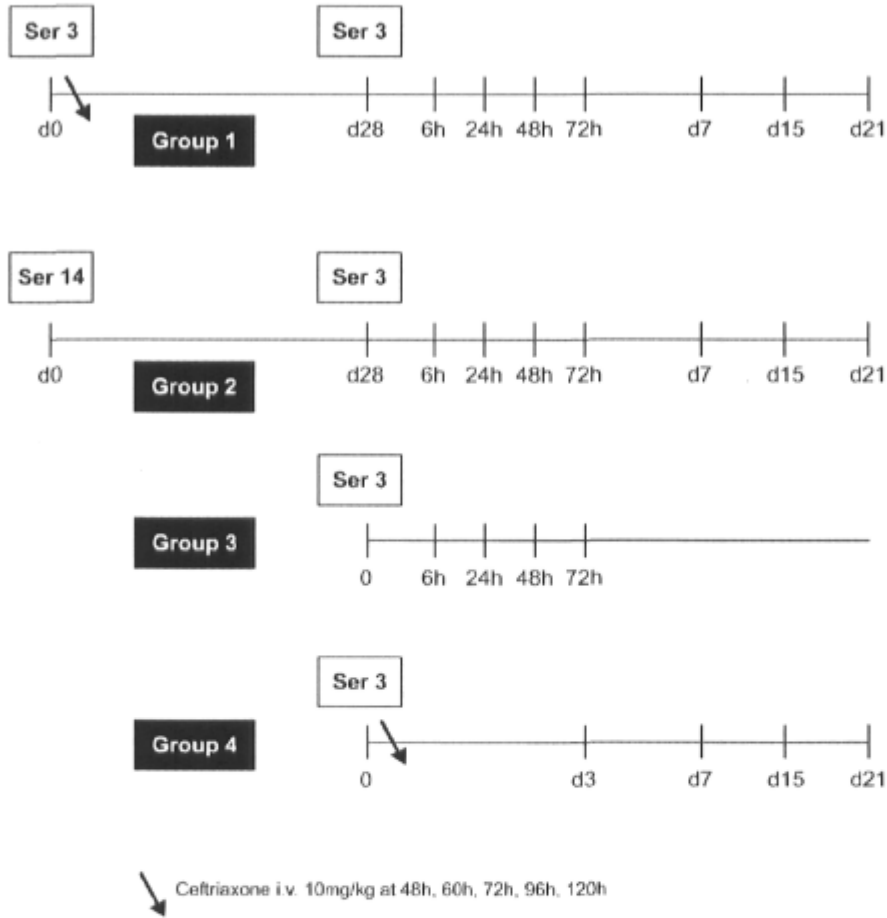 Ser 3 Ser 3
d0 d28 6h 24h 48h 72h d7 d15 d21
Group 1
Ser 14 Ser 3
d0 d28 6h 24h 48h 72h d7 d15 d21
Group 2
Ser 3
Group 3
0 6h 24h 48h 72h
Ser 3
Group 4
0 d3 d7 d15 d21
Ceftriaxone i.v. 10mg/kg at 48h, 60h, 72h, 96h, 120h